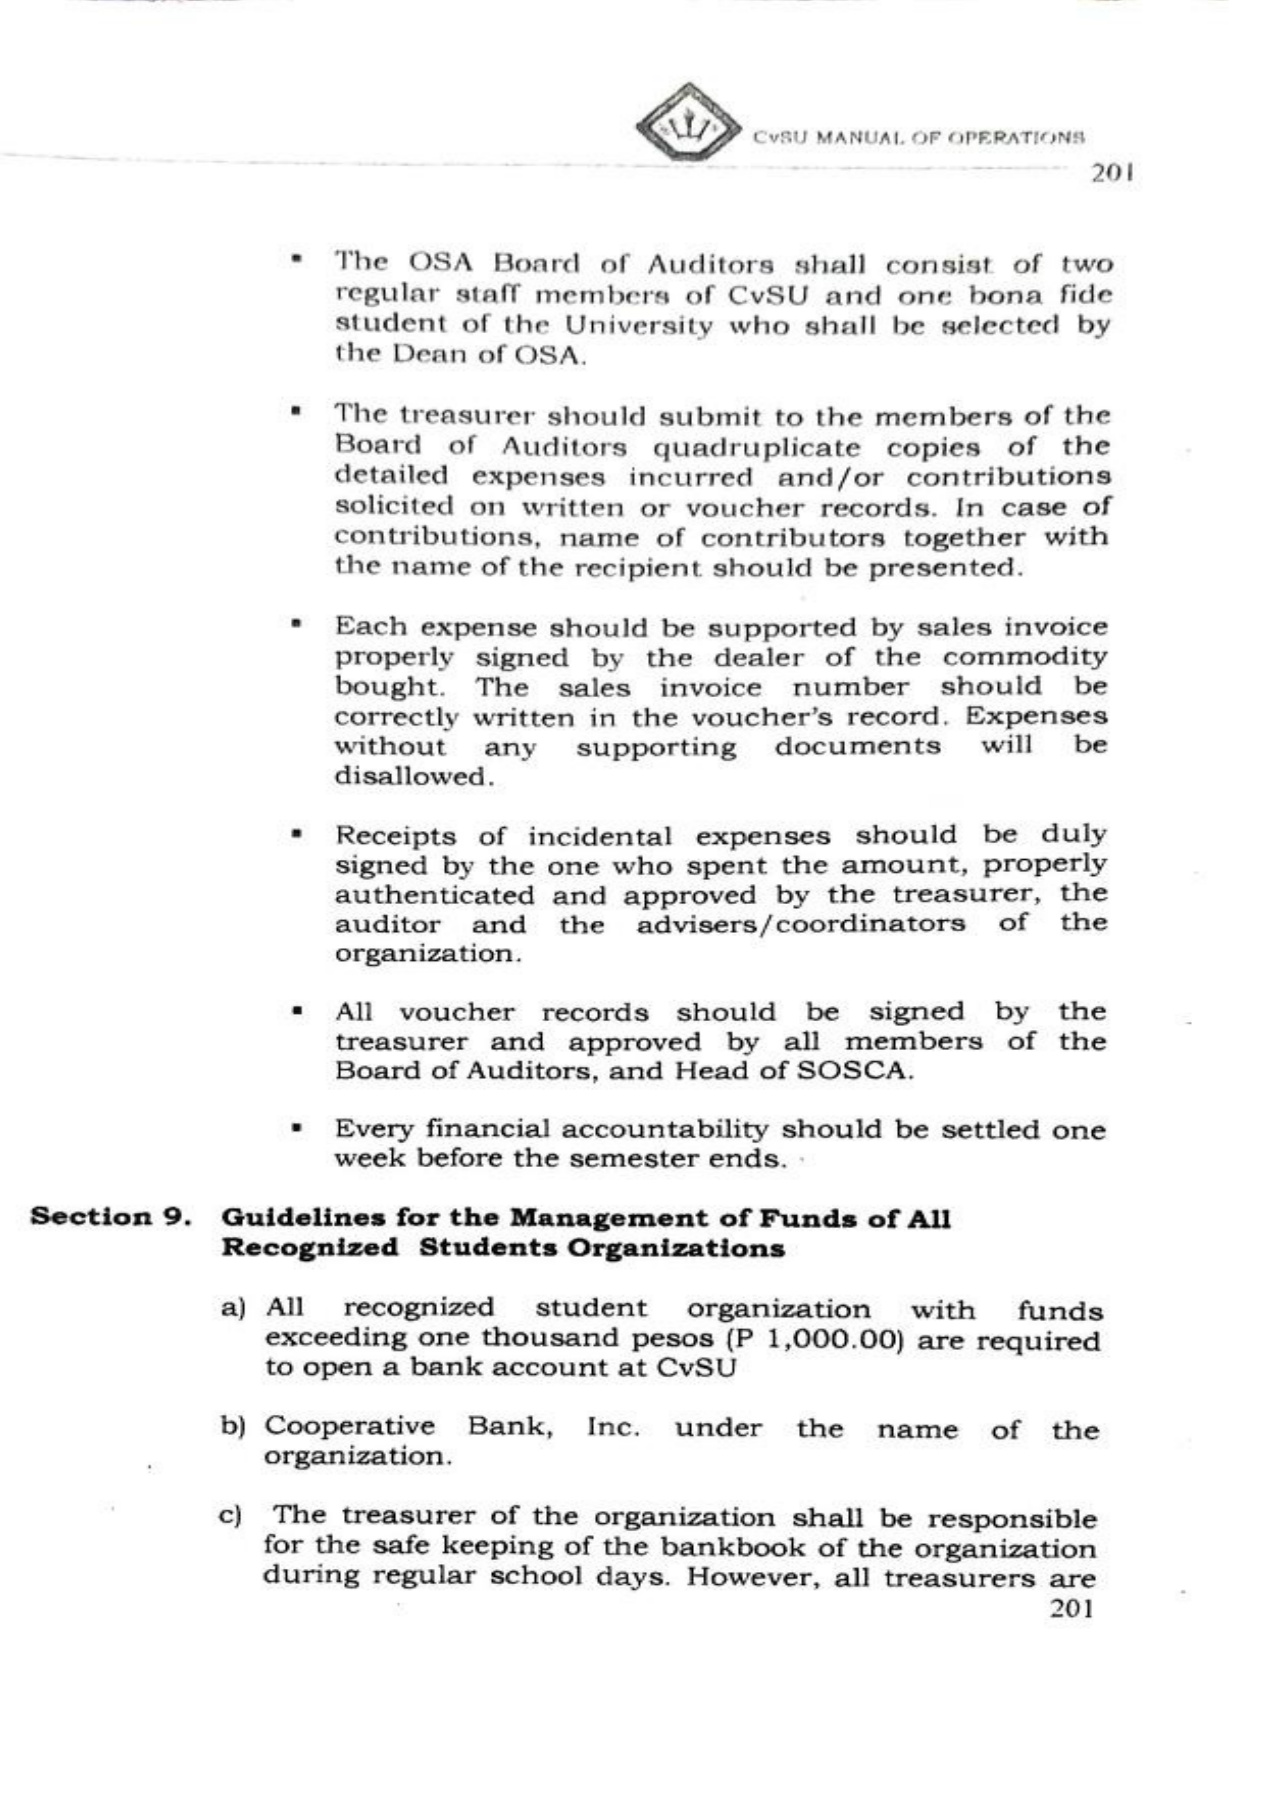 CvSU MANUAL OF OPERATIONS
201
▪ The OSA Board of Auditors shall consist of two
regular staff members of CvSU and one bona fide
student of the University who shall be selected by
the Dean of OSA.
▪ The treasurer should submit to the members of the
Board of Auditors quadruplicate copies of the
detailed expenses incurred and/or contributions
solicited on written or voucher records. In case of
contributions, name of contributors together with
the name of the recipient should be presented.
▪ Each expense should be supported by sales invoice
properly signed by the dealer of the commodity
bought. The sales invoice number should be
correctly written in the voucher's record. Expenses
without any supporting documents will be
disallowed.
▪ Receipts of incidental expenses should be duly
signed by the one who spent the amount, properly
authenticated and approved by the treasurer, the
auditor and the advisers/coordinators of the
organization.
▪ All voucher records should be signed by the
treasurer and approved by all members of the
Board of Auditors, and Head of SOSCA.
▪ Every financial accountability should be settled one
week before the semester ends.
Section 9. Guidelines for the Management of Funds of All
Recognized Students Organizations
a) All recognized student organization with funds
exceeding one thousand pesos (P 1,000.00) are required
to open a bank account at CvSU
b) Cooperative Bank, Inc. under the name of the
organization.
c) The treasurer of the organization shall be responsible
for the safe keeping of the bankbook of the organization
during regular school days. However, all treasurers are
201